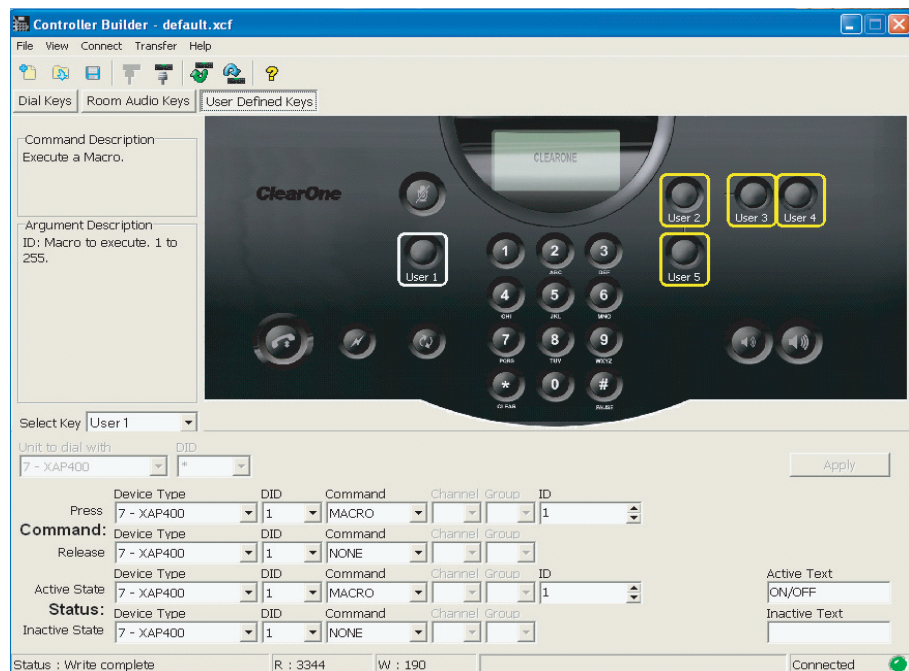 Controller Builder - default.xcf
File View Connect Transfer Help
Dial Keys Room Audio Keys User Defined Keys
Command Description
Execute a Macro.
Argument Description
ID: Macro to execute. 1 to
255.
CLEARONE
ClearOne
User 1
User 2
User 3
User 4
User 5
1 2 3
ABC DEF
4 5 6
GHI JKL MNO
7 8 9
PQRS TUV WXYZ
* 0 #
CLEAR PAUSE
Select Key User 1
Unit to dial with DID
7 - XAP400 *
Apply
Device Type DID Command Channel Group ID
Press 7 - XAP400 1 MACRO 1
Command:
Device Type DID Command Channel Group
Release 7 - XAP400 1 NONE
Device Type DID Command Channel Group ID
Active State 7 - XAP400 1 MACRO 1
Status:
Device Type DID Command Channel Group
Inactive State 7 - XAP400 1 NONE
Active Text
ON/OFF
Inactive Text
Status : Write complete R : 3344 W : 190 Connected